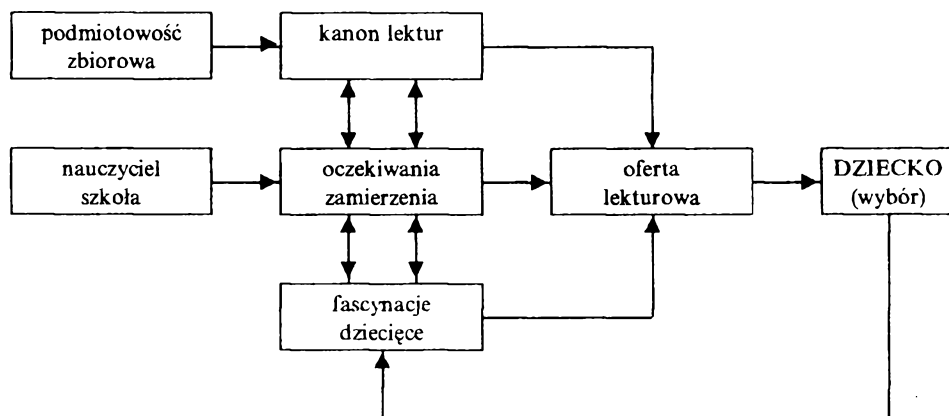 podmiotowość
zbiorowa
kanon lektur
nauczyciel
szkoła
oczekiwania
zamierzenia
oferta
lekturowa
DZIECKO
(wybór)
fascynacje
dziecięce